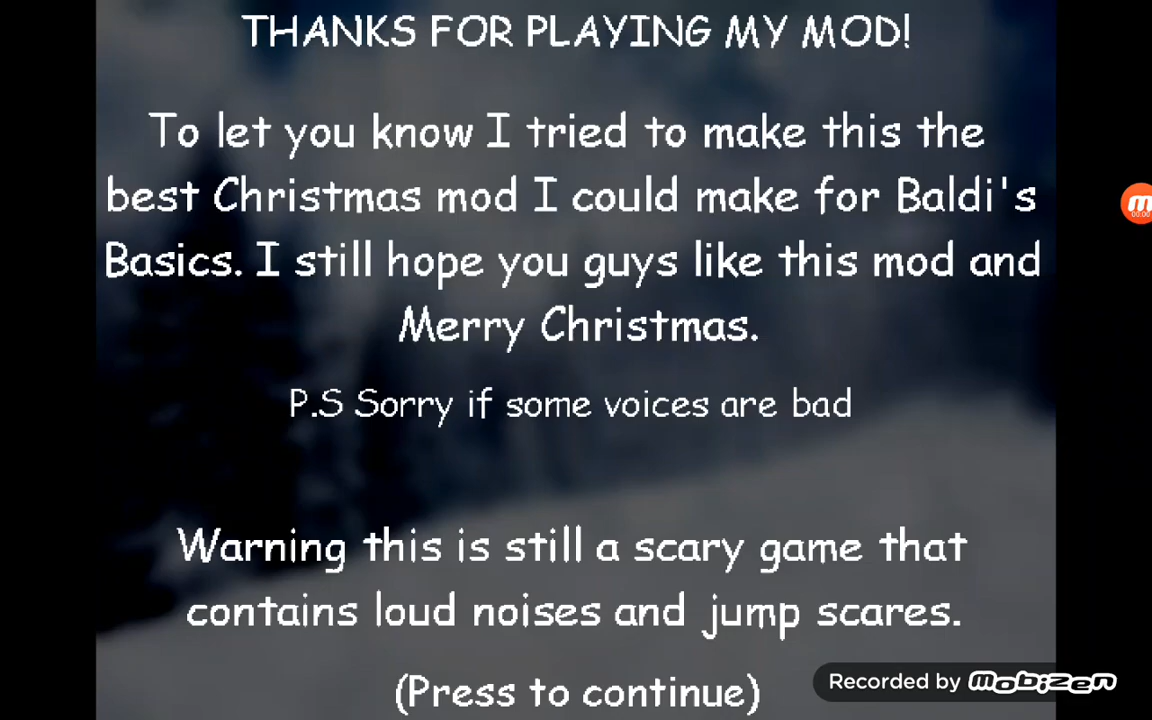 THANKS FOR PLAYING MY MOD!
To let you know I tried to make this the
best Christmas mod I could make for Baldi's
Basics. I still hope you guys like this mod and
Merry Christmas.
P.S Sorry if some voices are bad
Warning this is still a scary game that
contains loud noises and jump scares.
(Press to continue)
Recorded by mobizen
m
00:00